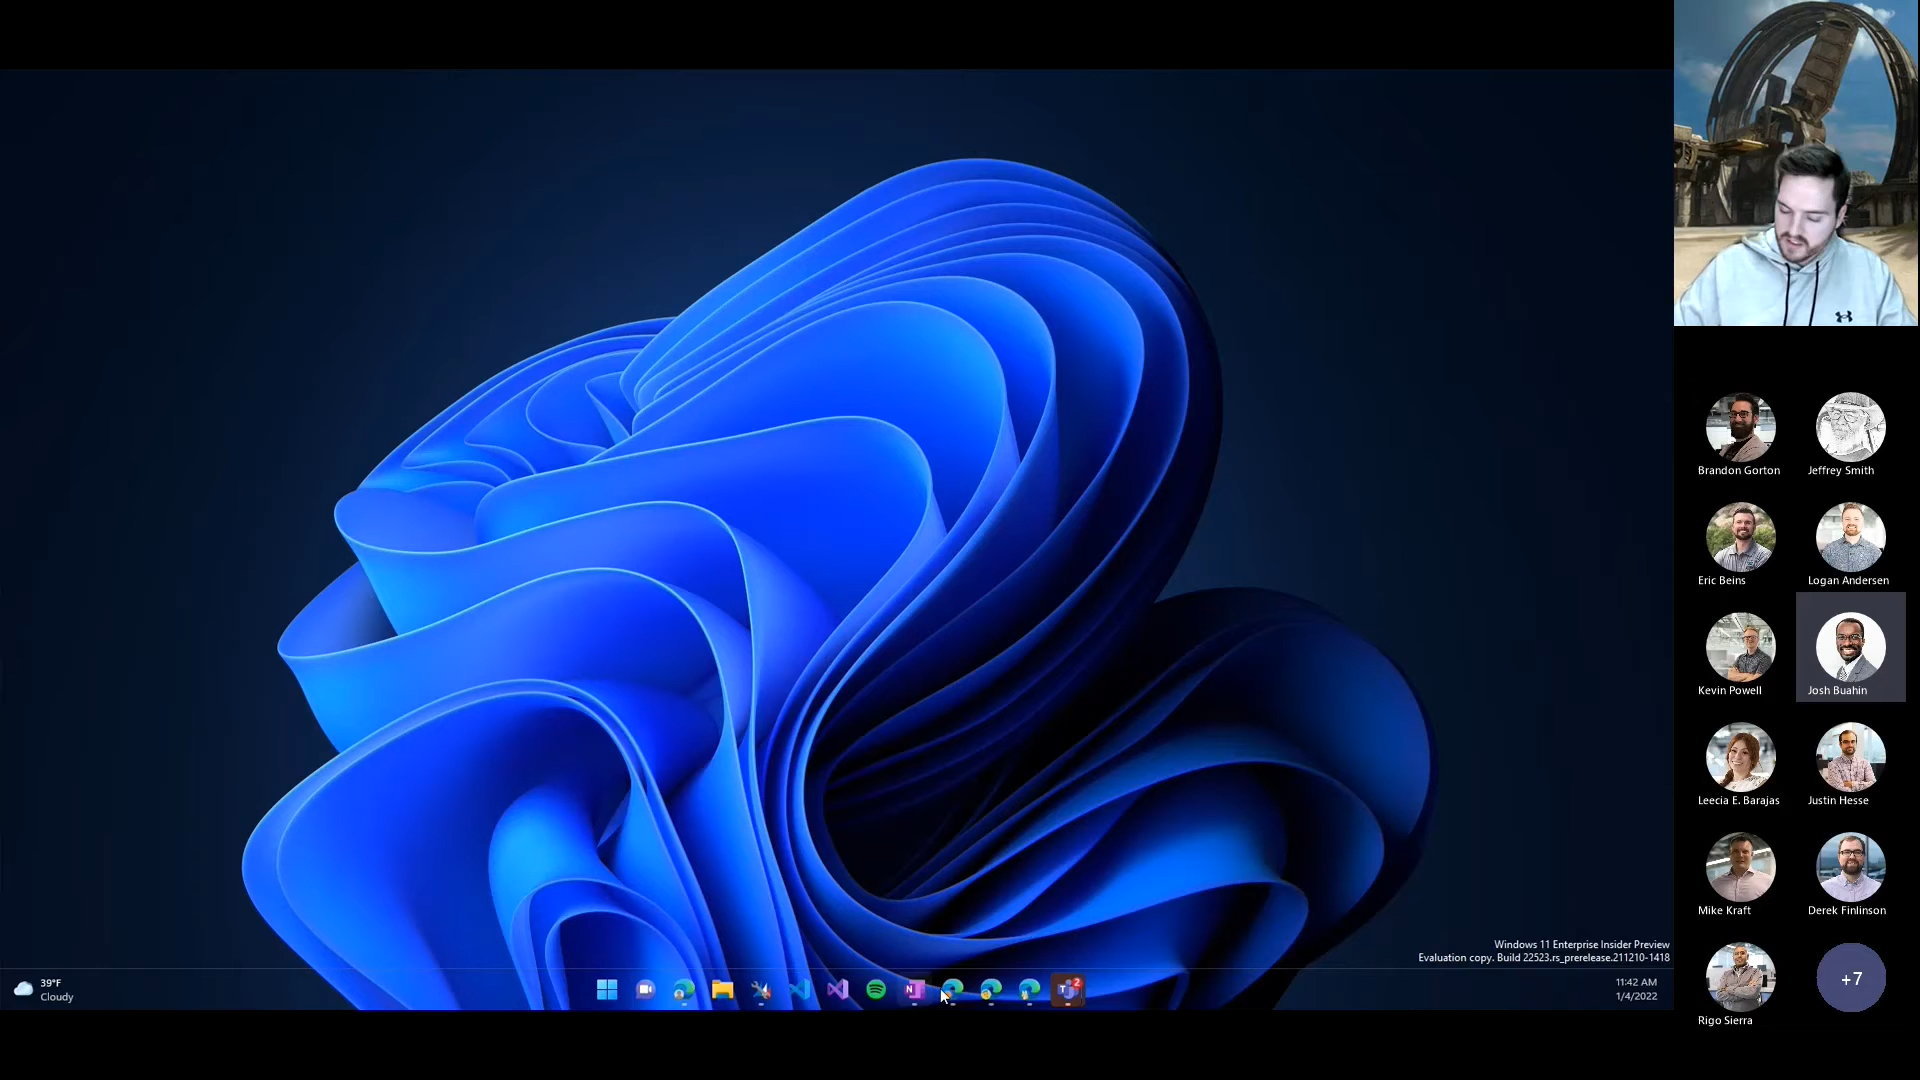 Brandon Gorton
Jeffrey Smith
Eric Beins
Logan Andersen
Kevin Powell
Josh Buahin
Leecia E. Barajas
Justin Hesse
Mike Kraft
Derek Finlinson
Rigo Sierra
+7
Windows 11 Enterprise Insider Preview
Evaluation copy. Build 22523.rs_prerelease.211210-1418
39°F
Cloudy
N
T
2
11:42 AM
1/4/2022